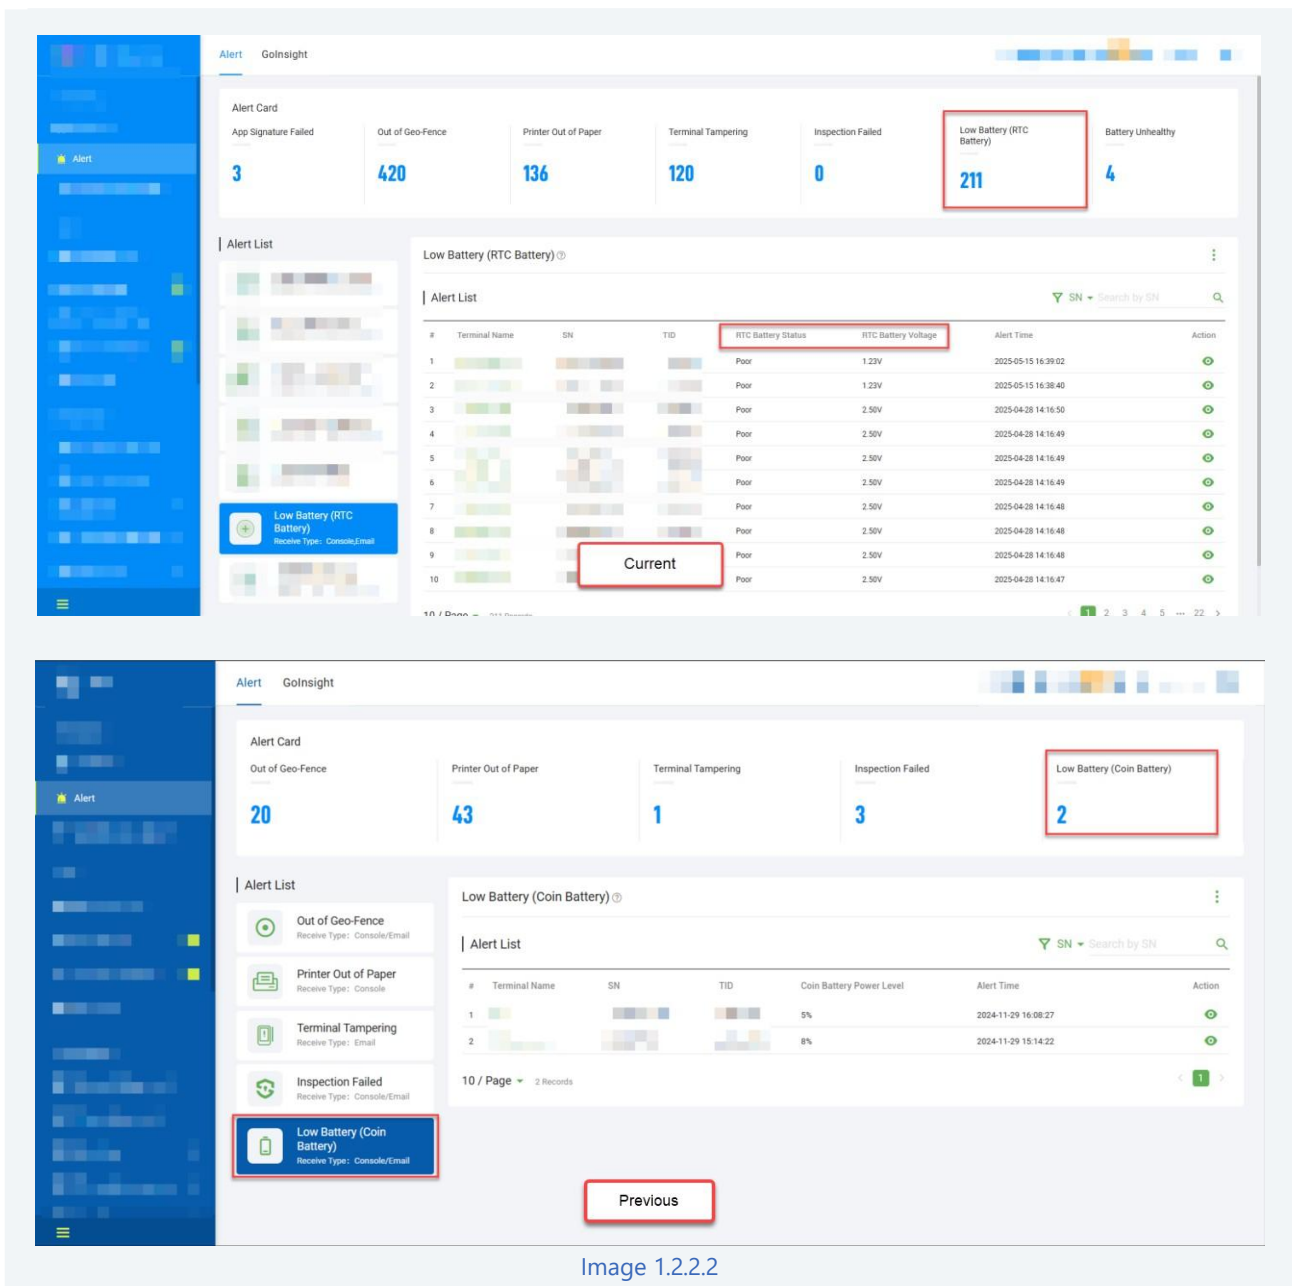 Alert GoInsight
Alert Card
App Signature Failed Out of Geo-Fence Printer Out of Paper Terminal Tampering Inspection Failed Low Battery (RTC Battery) Battery Unhealthy
3 420 136 120 0 211 4
Alert
Alert List
Low Battery (RTC Battery)
Alert List SN Search by SN
# Terminal Name SN TID RTC Battery Status RTC Battery Voltage Alert Time Action
1 Poor 1.23V 2025-05-15 16:39:02
2 Poor 1.23V 2025-05-15 16:38:40
3 Poor 2.50V 2025-04-28 14:16:50
4 Poor 2.50V 2025-04-28 14:16:49
5 Poor 2.50V 2025-04-28 14:16:49
6 Poor 2.50V 2025-04-28 14:16:49
7 Poor 2.50V 2025-04-28 14:16:48
8 Poor 2.50V 2025-04-28 14:16:48
9 Poor 2.50V 2025-04-28 14:16:48
10 Poor 2.50V 2025-04-28 14:16:47
Low Battery (RTC
Battery)
Receive Type: Console,Email
Current
10 / Page 211 Records 1 2 3 4 5 ··· 22
Alert GoInsight
Alert Card
Out of Geo-Fence Printer Out of Paper Terminal Tampering Inspection Failed Low Battery (Coin Battery)
20 43 1 3 2
Alert
Alert List
Out of Geo-Fence
Receive Type: Console/Email
Printer Out of Paper
Receive Type: Console
Terminal Tampering
Receive Type: Email
Inspection Failed
Receive Type: Console/Email
Low Battery (Coin
Battery)
Receive Type: Console/Email
Low Battery (Coin Battery)
Alert List SN Search by SN
# Terminal Name SN TID Coin Battery Power Level Alert Time Action
1 5% 2024-11-29 16:08:27
2 8% 2024-11-29 15:14:22
10 / Page 2 Records 1
Previous
Image 1.2.2.2